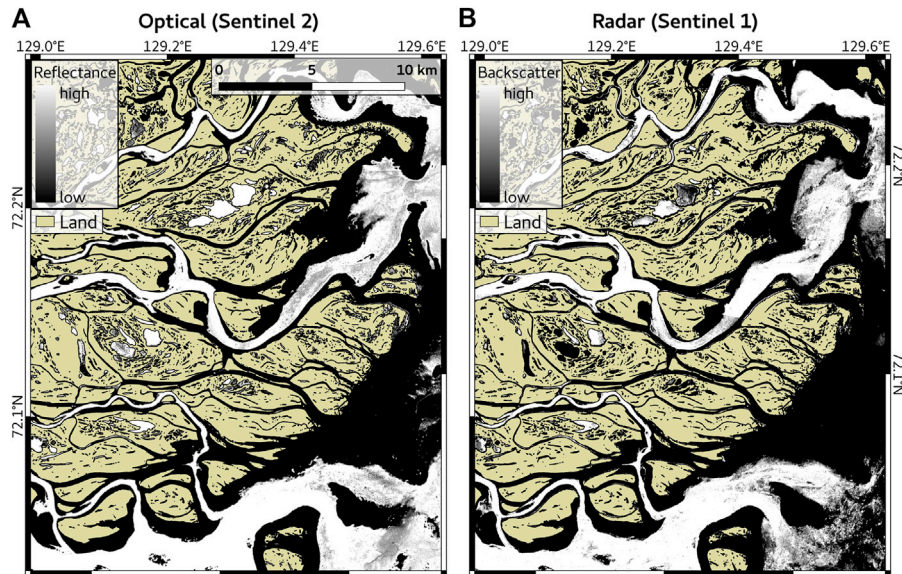 A
Optical (Sentinel 2)
129.0°E 129.2°E 129.4°E 129.6°E
Reflectance
high
low
Land
0 5 10 km
72.2°N
72.1°N
B
Radar (Sentinel 1)
129.0°E 129.2°E 129.4°E 129.6°E
Backscatter
high
low
Land
72.2°N
72.1°N